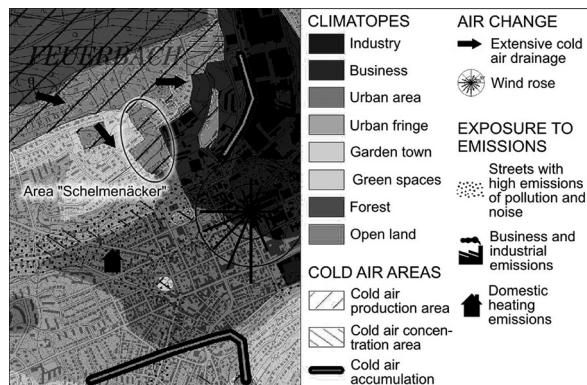 FEUERBACH
Area "Schelmenäcker"
CLIMATOPES
Industry
Business
Urban area
Urban fringe
Garden town
Green spaces
Forest
Open land
COLD AIR AREAS
Cold air
production area
Cold air concen-
tration area
Cold air
accumulation
AIR CHANGE
Extensive cold
air drainage
Wind rose
EXPOSURE TO
EMISSIONS
Streets with
high emissions
of pollution and
noise
Business and
industrial
emissions
Domestic
heating
emissions